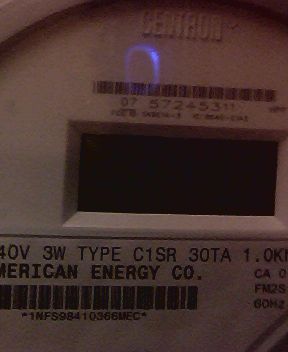 CENTRON
07 572453
40V 3W TYPE C1SR 30TA 1.0K
MERICAN ENERGY CO.
CA 0
FM2S
60Hz
*1NFS98410366MEC*